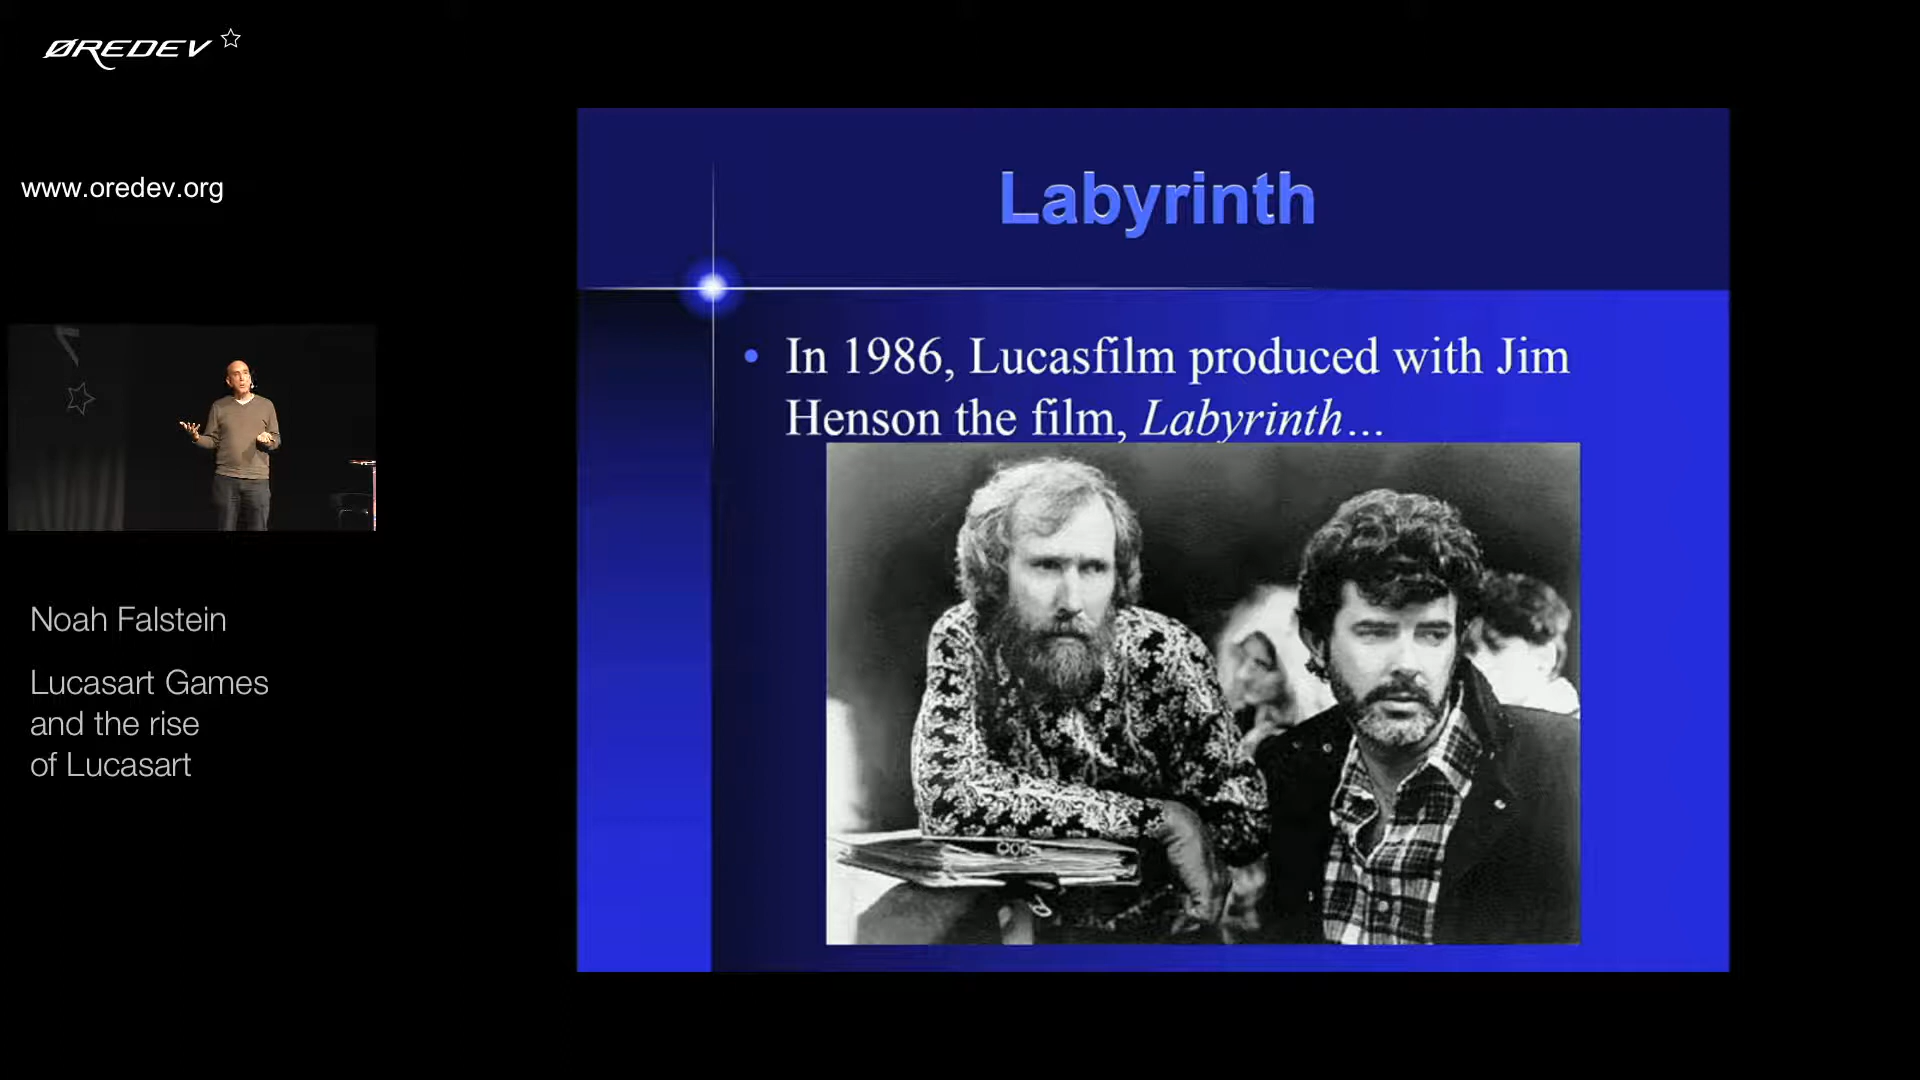 ØREDEV
www.oredev.org
Labyrinth
• In 1986, Lucasfilm produced with Jim
Henson the film, Labyrinth...
Noah Falstein
Lucasart Games
and the rise
of Lucasart